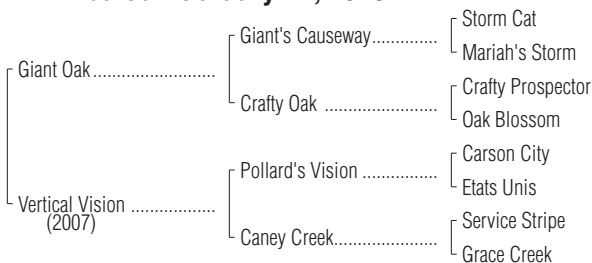 Storm Cat
Giant's Causeway..............
Mariah's Storm
Giant Oak..........................
Crafty Prospector
Crafty Oak ........................
Oak Blossom
Carson City
Pollard's Vision ................
Etats Unis
Vertical Vision ..................
(2007)
Service Stripe
Caney Creek......................
Grace Creek